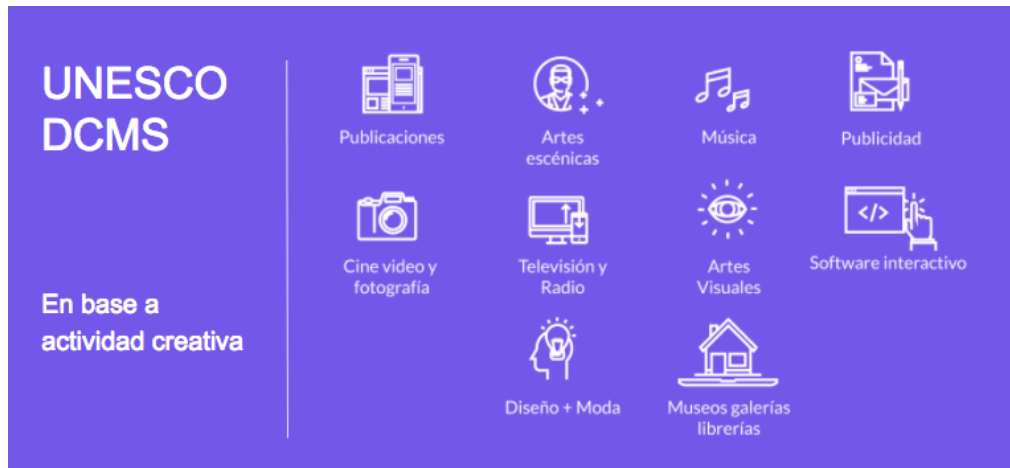 UNESCO
DCMS
En base a
actividad creativa
Publicaciones
Artes
escénicas
Música
Publicidad
Cine video y
fotografía
Televisión y
Radio
Artes
Visuales
</>
Software interactivo
Diseño + Moda
Museos galerías
librerías